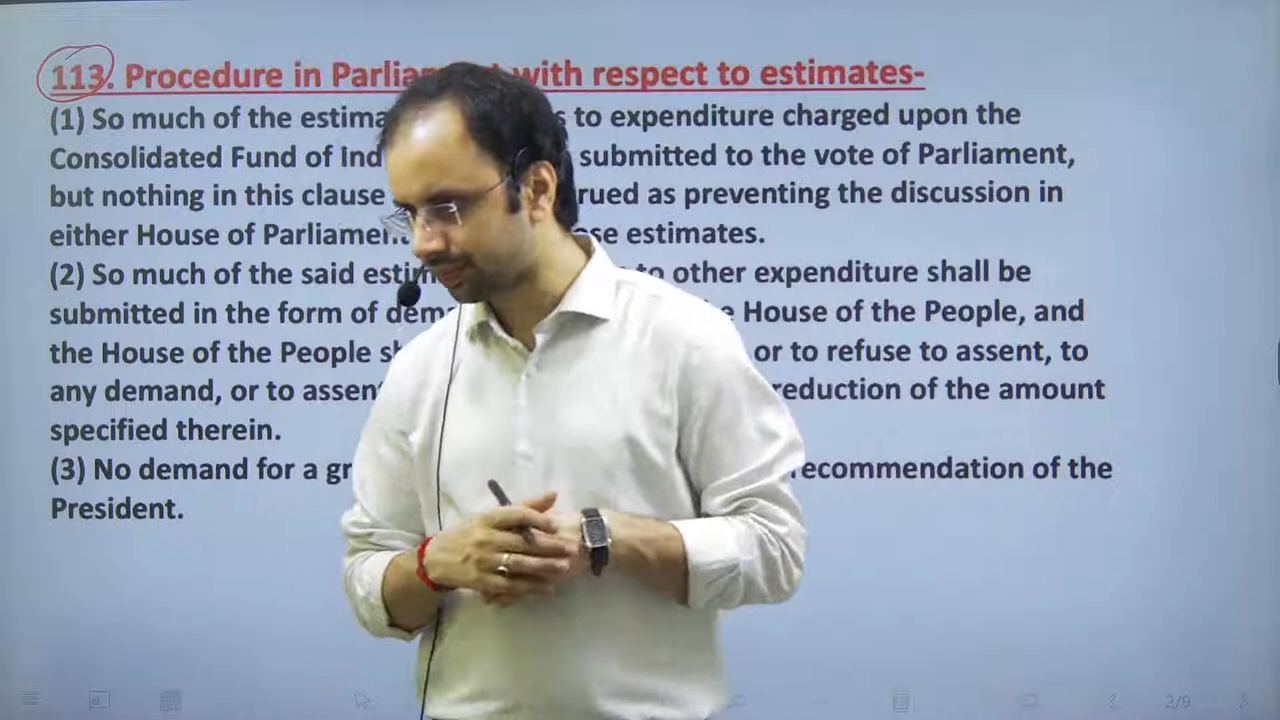 113. Procedure in Parliament with respect to estimates-
(1) So much of the estima s to expenditure charged upon the
Consolidated Fund of Ind submitted to the vote of Parliament,
but nothing in this clause rued as preventing the discussion in
either House of Parliamen se estimates.
(2) So much of the said estim to other expenditure shall be
submitted in the form of dem e House of the People, and
the House of the People sh or to refuse to assent, to
any demand, or to assent reduction of the amount
specified therein.
(3) No demand for a gr recommendation of the
President.
2/9